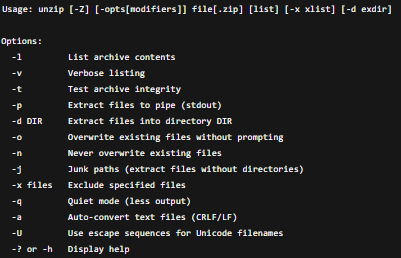 Usage: unzip [-Z] [-opts[modifiers]] file[.zip] [list] [-x xlist] [-d exdir]
Options:
-l List archive contents
-v Verbose listing
-t Test archive integrity
-p Extract files to pipe (stdout)
-d DIR Extract files into directory DIR
-o Overwrite existing files without prompting
-n Never overwrite existing files
-j Junk paths (extract files without directories)
-x files Exclude specified files
-q Quiet mode (less output)
-a Auto-convert text files (CRLF/LF)
-U Use escape sequences for Unicode filenames
-? or -h Display help